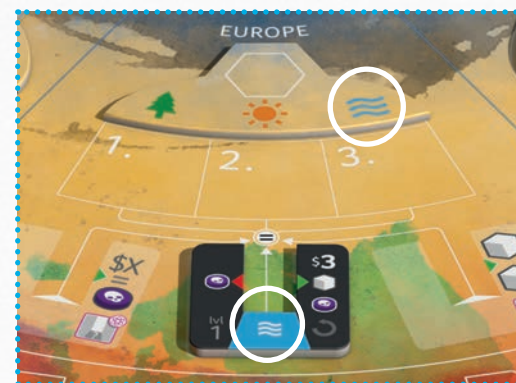 EUROPE
1.
2.
3.
=
$X
=
$3
lvl
1